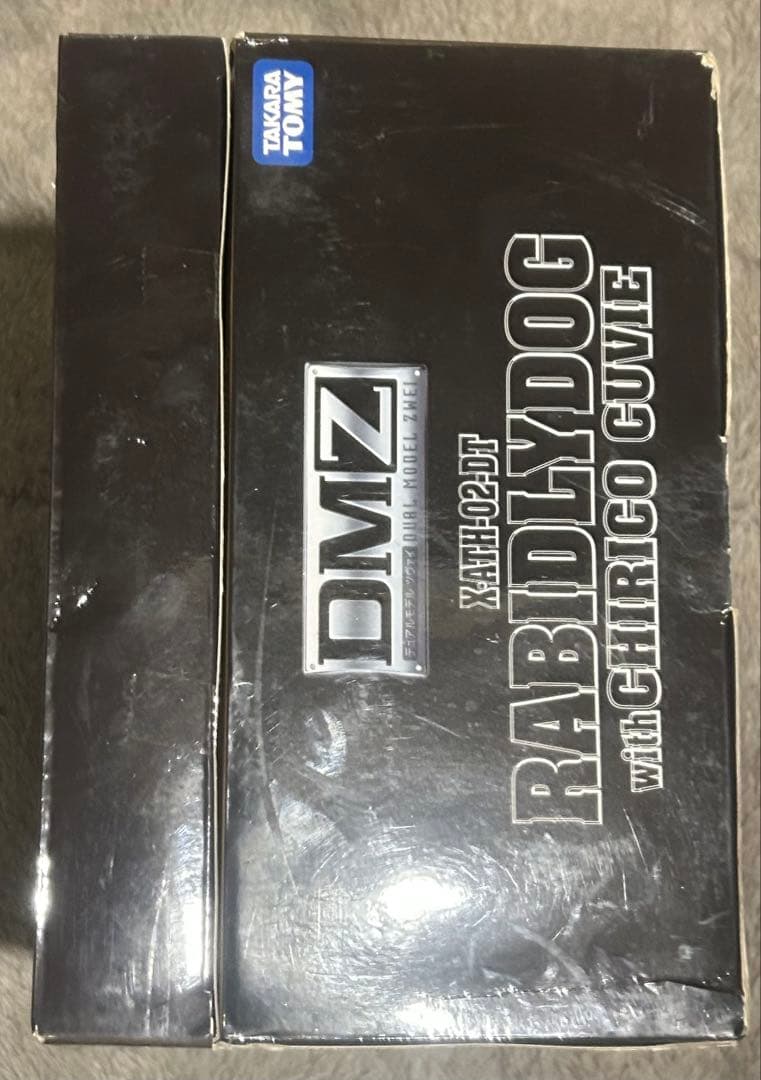 TAKARA
TOMY
DMZ
デュアルモデルツヴァイ DUAL MODEL ZWEI
X·ATH-02-DT
RABIDLYDOG
with CHIRICO CUVIE